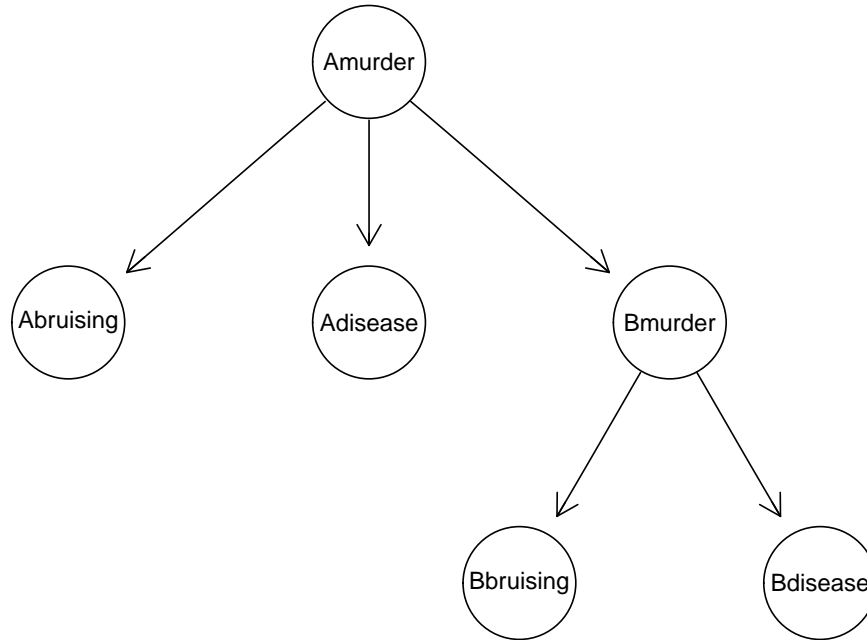 Amurder
Abruising
Adisease
Bmurder
Bbruising
Bdisease